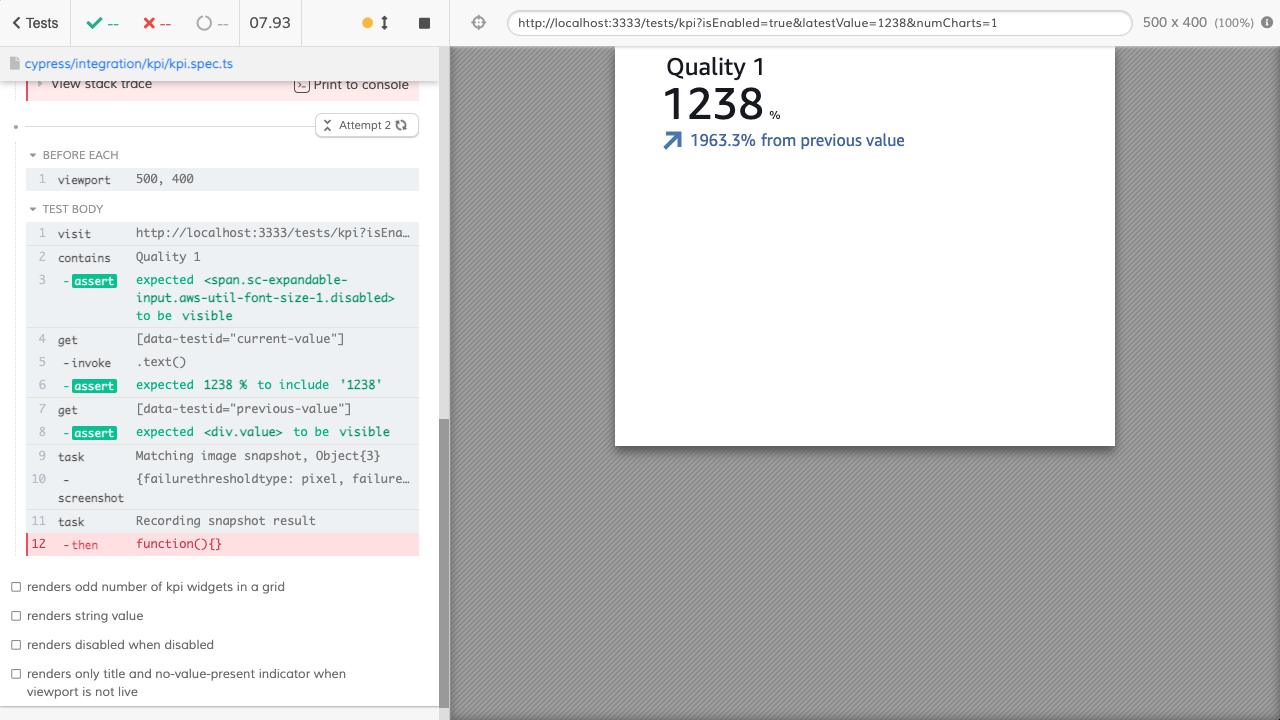 Tests
--
--
--
07.93
http://localhost:3333/tests/kpi?isEnabled=true&latestValue=1238&numCharts=1
500 x 400 (100%)
cypress/integration/kpi/kpi.spec.ts
View stack trace
Print to console
Attempt 2
BEFORE EACH
1 viewport 500, 400
TEST BODY
1 visit http://localhost:3333/tests/kpi?isEna…
2 contains Quality 1
3 -assert expected <span.sc-expandable-
input.aws-util-font-size-1.disabled>
to be visible
4 get [data-testid="current-value"]
5 -invoke .text()
6 -assert expected 1238 % to include '1238'
7 get [data-testid="previous-value"]
8 -assert expected <div.value> to be visible
9 task Matching image snapshot, Object{3}
10 - {failurethresholdtype: pixel, failure…
screenshot
11 task Recording snapshot result
12 -then function(){}
renders odd number of kpi widgets in a grid
renders string value
renders disabled when disabled
renders only title and no-value-present indicator when
viewport is not live
Quality 1
1238 %
1963.3% from previous value